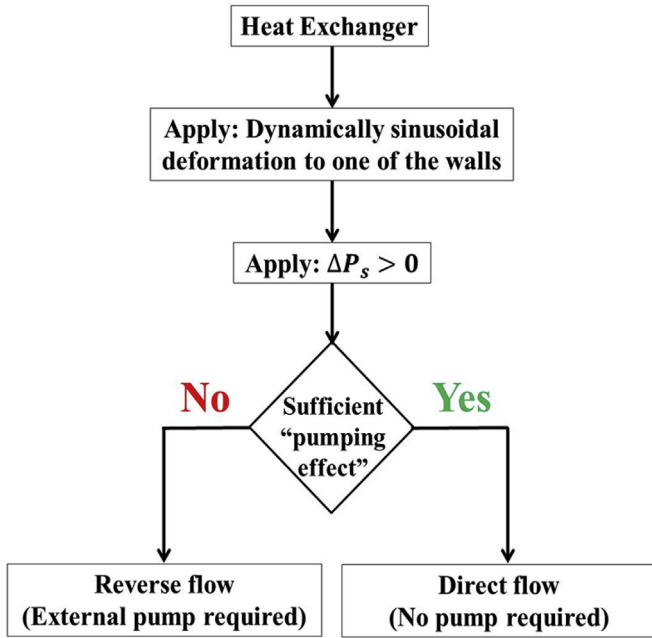 Heat Exchanger
Apply: Dynamically sinusoidal
deformation to one of the walls
Apply: ΔPₛ > 0
No
Yes
Sufficient
“pumping
effect”
Reverse flow
(External pump required)
Direct flow
(No pump required)